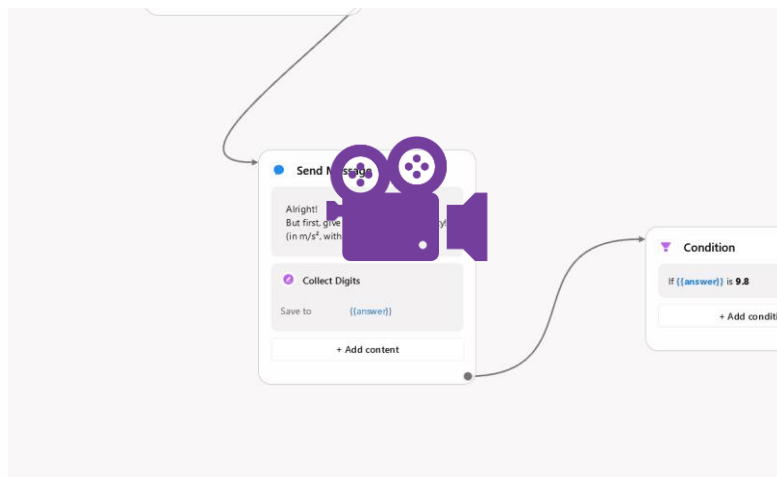 Send
Alright!
But first, give
(in m/s², with
Collect Digits
Save to {{answer}}
+ Add content
Condition
If {{answer}} is 9.8
+ Add